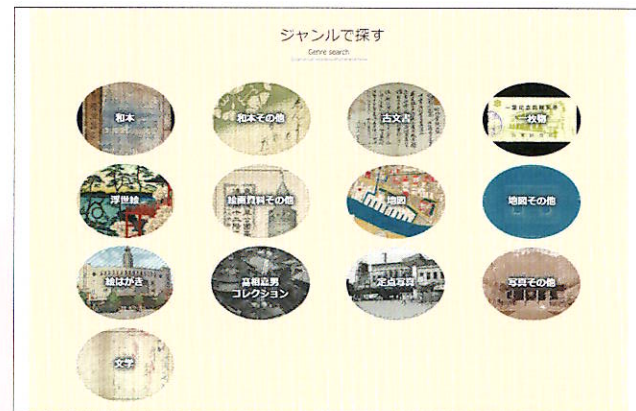 ジャンルで探す
Genre search
和本
和本その他
古文書
一枚物
浮世絵
絵画資料その他
地図
地図その他
絵はがき
高相嘉男
コレクション
定点写真
写真その他
文学